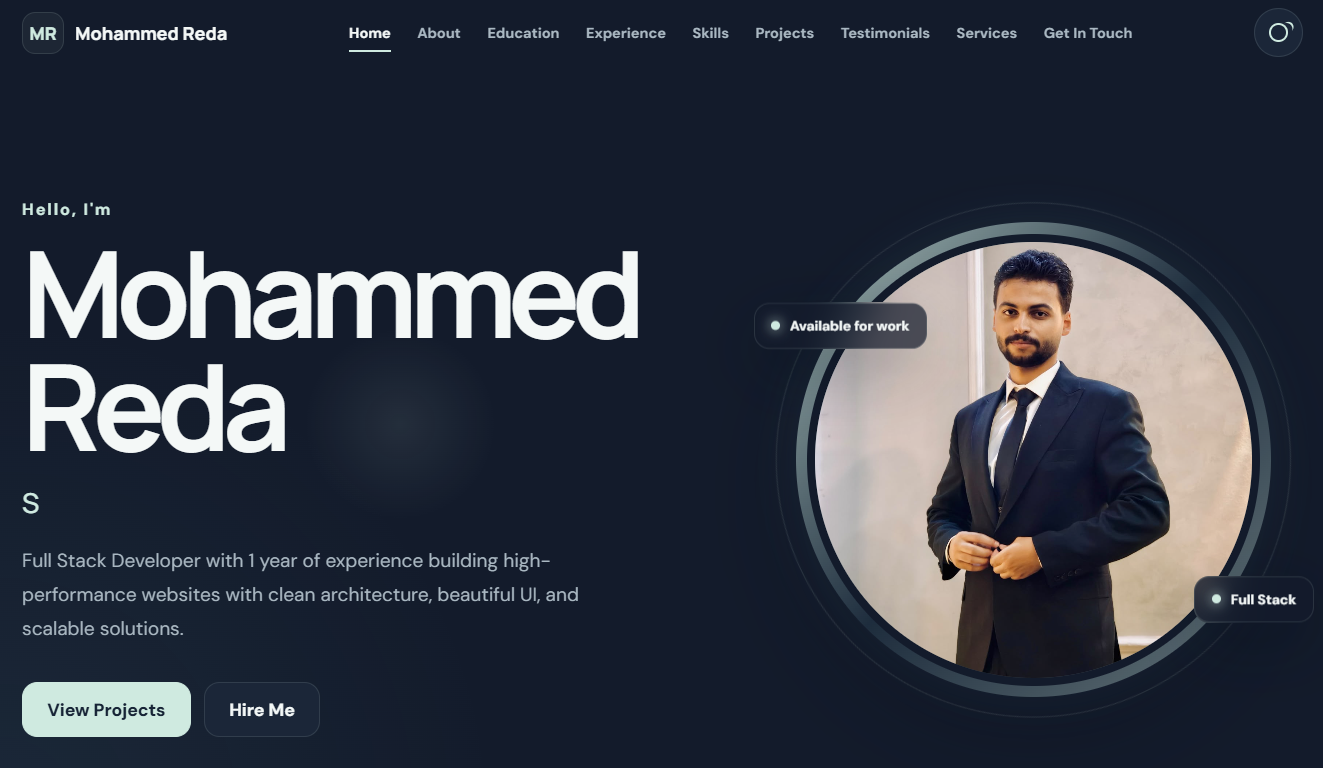 MR
Mohammed Reda
Home
About
Education
Experience
Skills
Projects
Testimonials
Services
Get In Touch
Hello, I'm
Mohammed
Reda
S
Full Stack Developer with 1 year of experience building high-
performance websites with clean architecture, beautiful UI, and
scalable solutions.
View Projects
Hire Me
Available for work
Full Stack